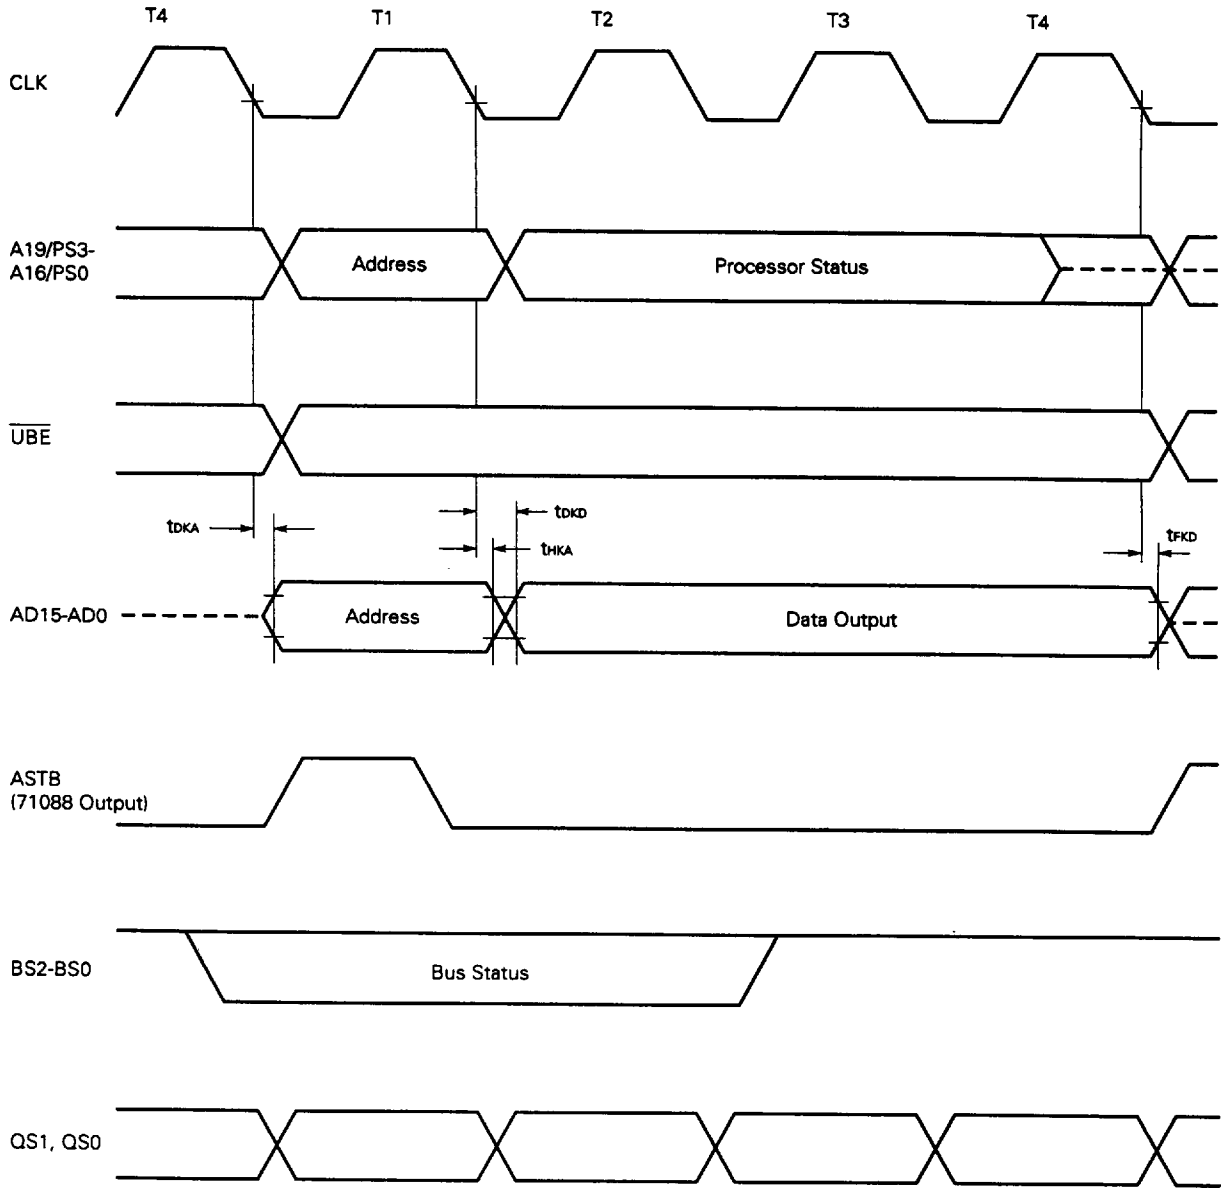 T4 T1 T2 T3 T4
CLK
A19/PS3-
A16/PS0
Address
Processor Status
UBE
tDKA
tDKD
tHKA
tFKD
AD15-AD0
Address
Data Output
ASTB
(71088 Output)
BS2-BS0
Bus Status
QS1, QS0